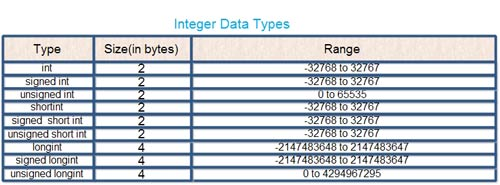 Integer Data Types
Type Size(in bytes) Range
int 2 -32768 to 32767
signed int 2 -32768 to 32767
unsigned int 2 0 to 65535
shortint 2 -32768 to 32767
signed short int 2 -32768 to 32767
unsigned short int 2 -32768 to 32767
longint 4 -2147483648 to 2147483647
signed longint 4 -2147483648 to 2147483647
unsigned longint 4 0 to 4294967295